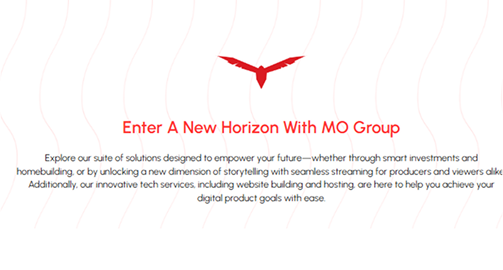 Enter A New Horizon With MO Group
Explore our suite of solutions designed to empower your future—whether through smart investments and
homebuilding, or by unlocking a new dimension of storytelling with seamless streaming for producers and viewers alike
Additionally, our innovative tech services, including website building and hosting, are here to help you achieve your
digital product goals with ease.